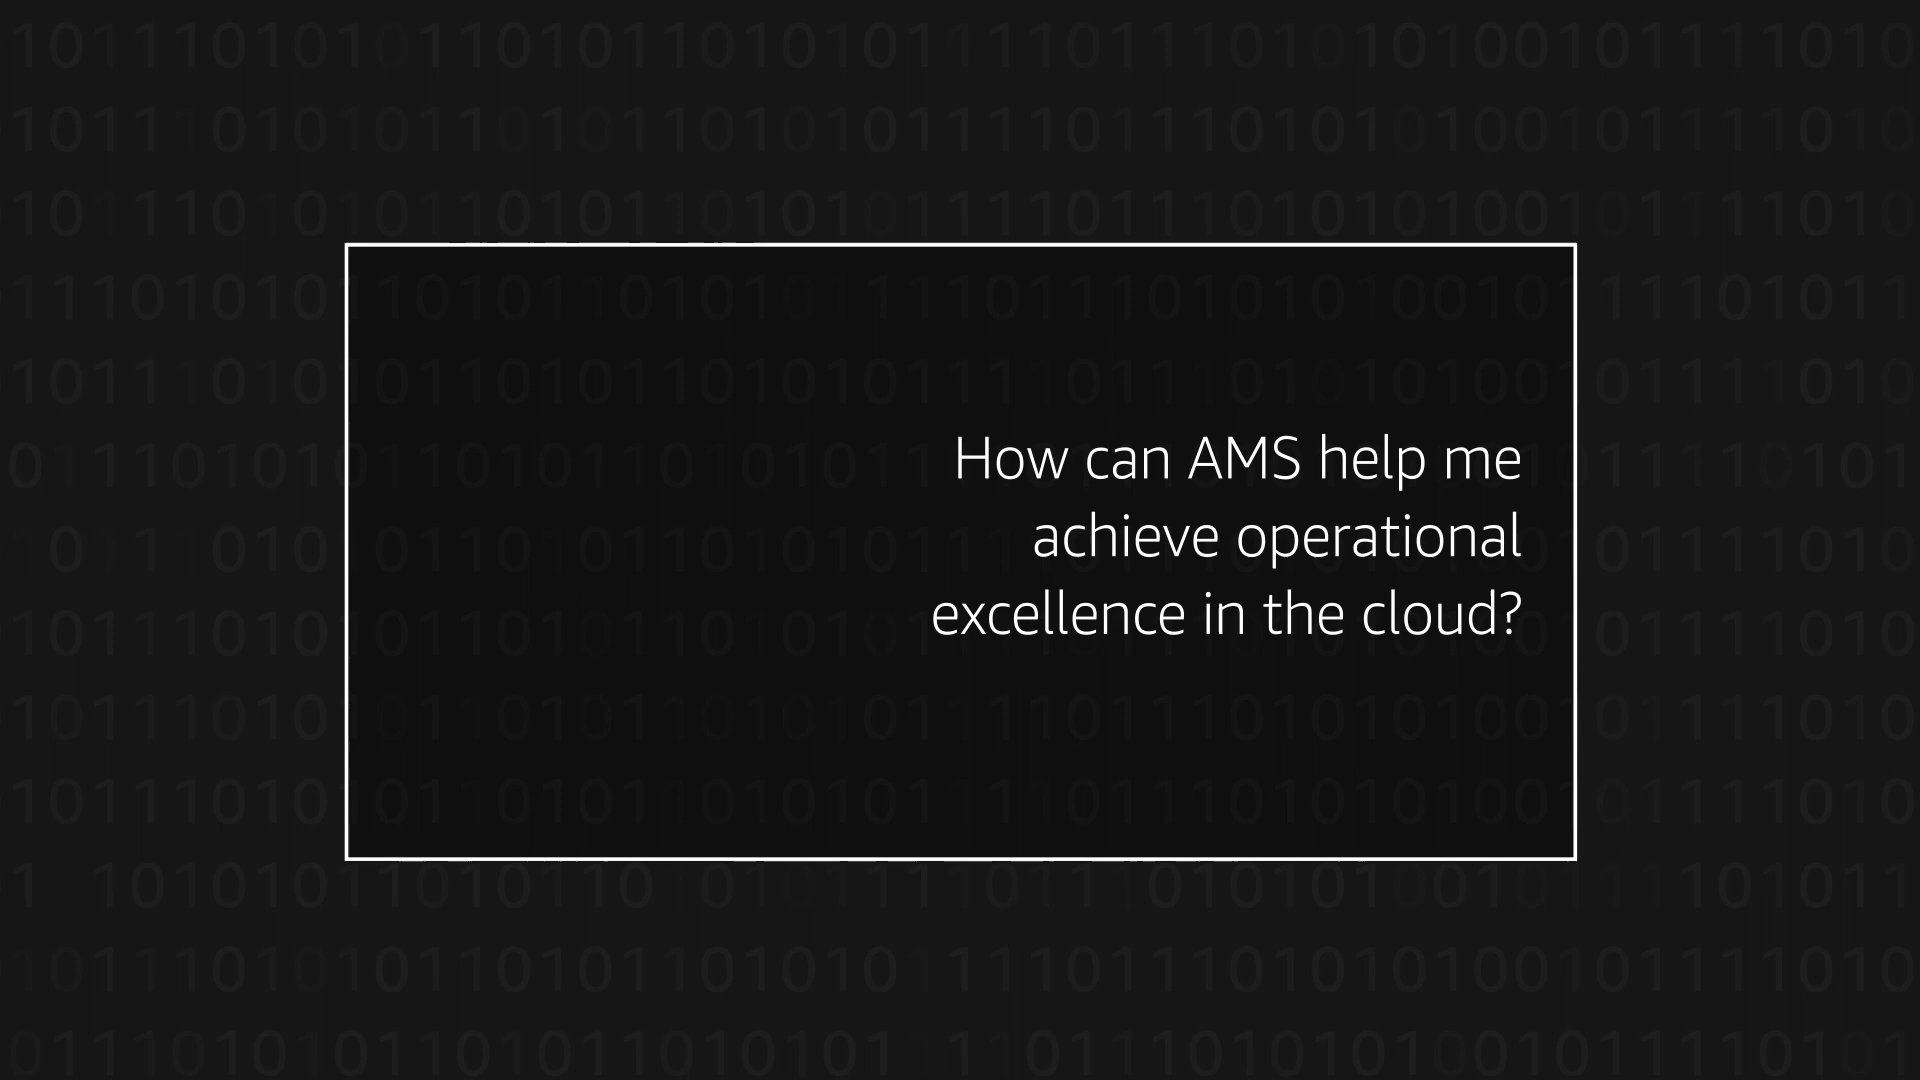 How can AMS help me
achieve operational
excellence in the cloud?